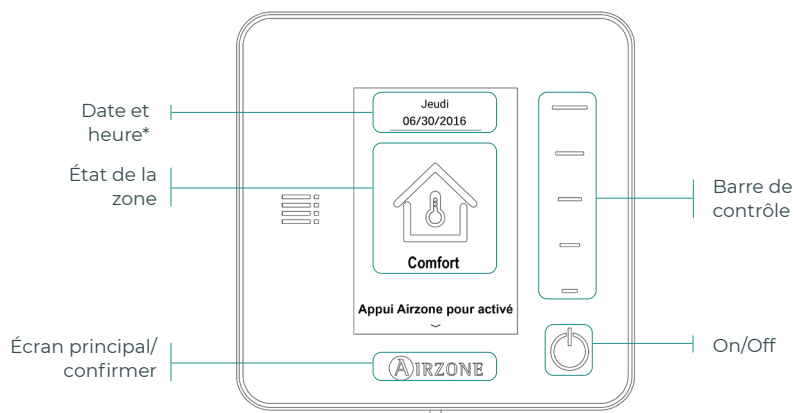 Date et
heure*
État de la
zone
Écran principal/
confirmer
Jeudi
06/30/2016
Comfort
Appui Airzone pour activé
AIRZONE
Barre de
contrôle
On/Off